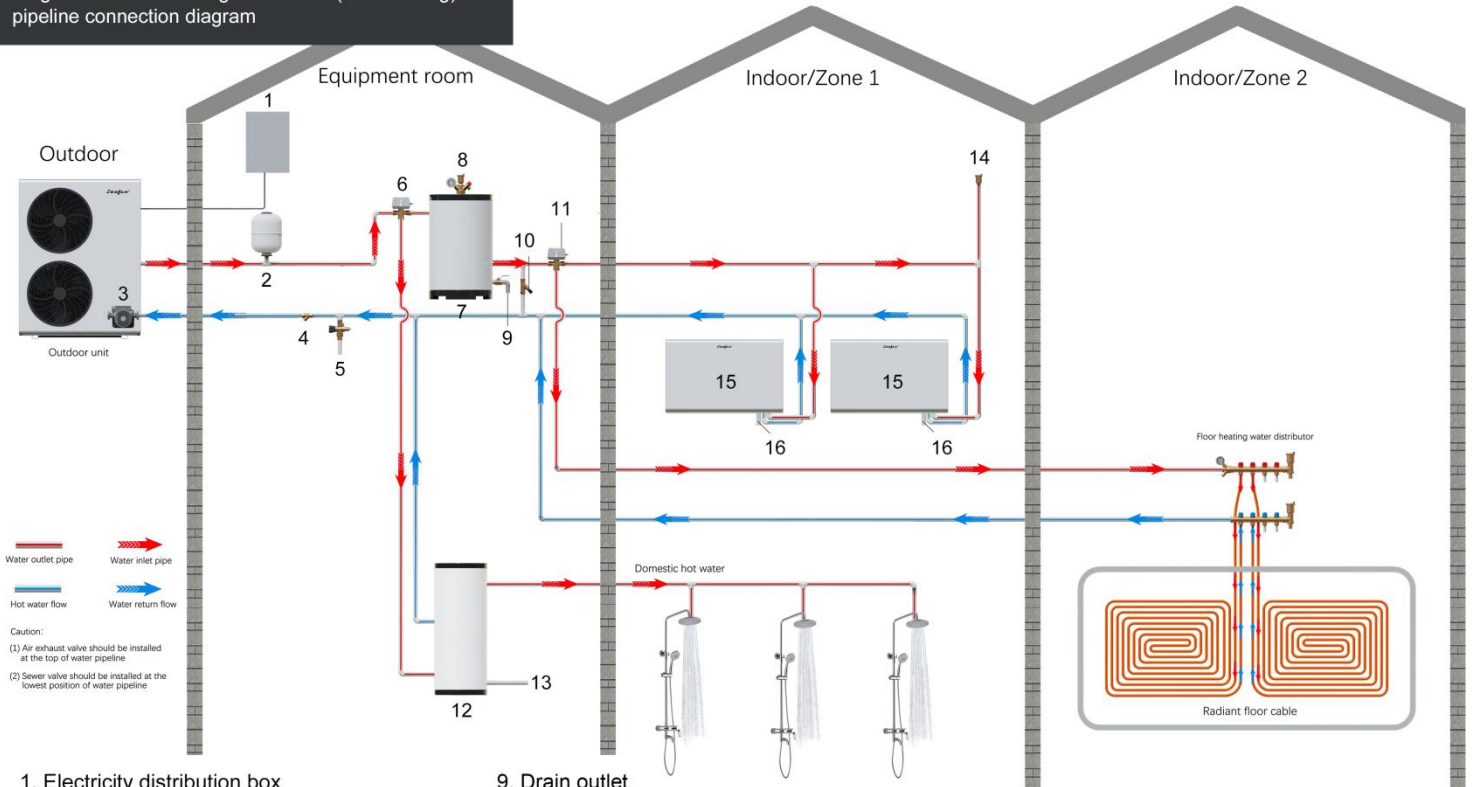 pipeline connection diagram
Equipment room
Indoor/Zone 1
Indoor/Zone 2
Outdoor
1
2
3
4
5
6
7
8
9
10
11
12
13
14
15
15
16
16
Outdoor unit
Floor heating water distributor
Water outlet pipe
Water inlet pipe
Hot water flow
Water return flow
Domestic hot water
Caution:
(1) Air exhaust valve should be installed
at the top of water pipeline
(2) Sewer valve should be installed at the
lowest position of water pipeline
Radiant floor cable
1. Electricity distribution box
9. Drain outlet